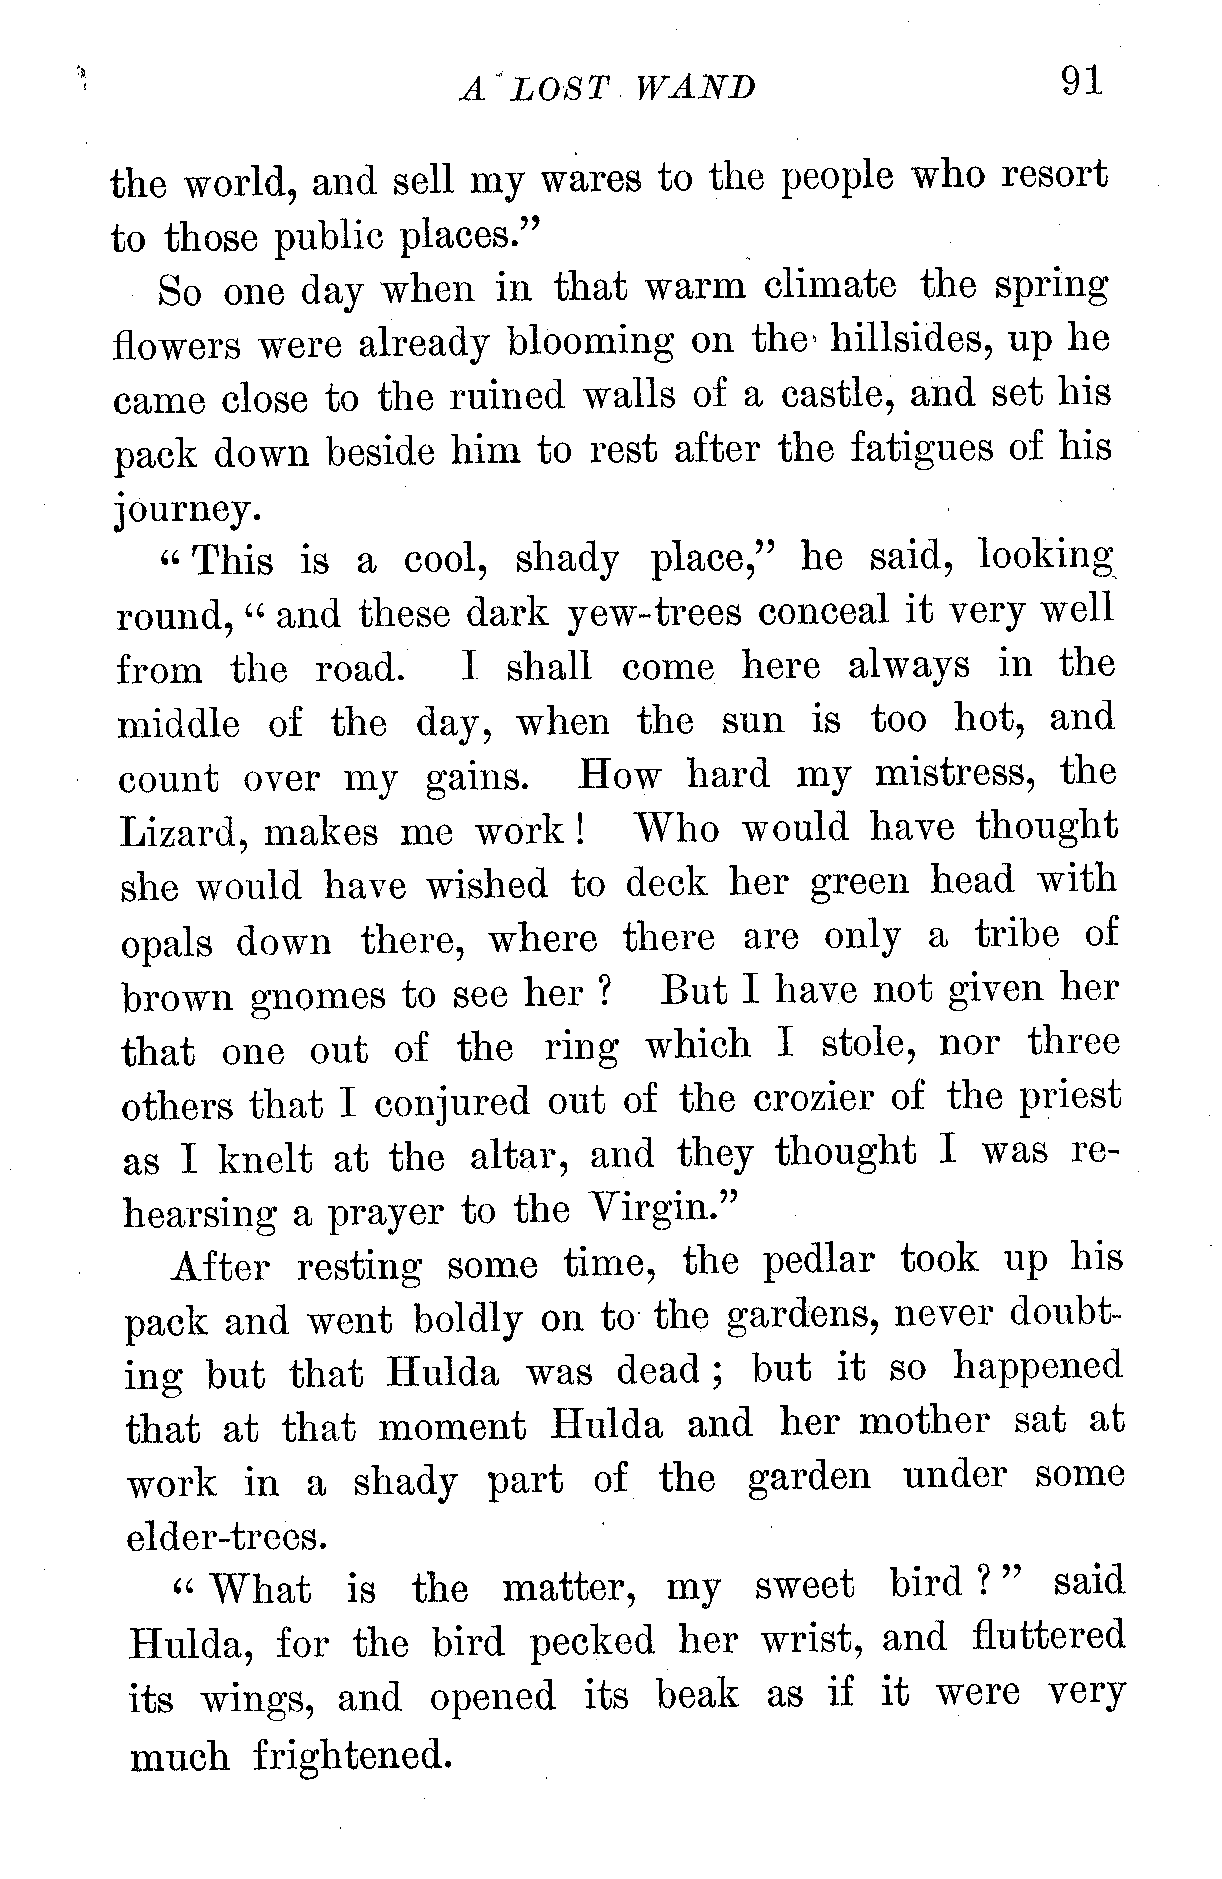 A LOST WAND 91
the world, and sell my wares to the people who resort
to those public places."
So one day when in that warm climate the spring
flowers were already blooming on the hillsides, up he
came close to the ruined walls of a castle, and set his
pack down beside him to rest after the fatigues of his
journey.
"This is a cool, shady place," he said, looking
round, "and these dark yew-trees conceal it very well
from the road. I shall come here always in the
middle of the day, when the sun is too hot, and
count over my gains. How hard my mistress, the
Lizard, makes me work! Who would have thought
she would have wished to deck her green head with
opals down there, where there are only a tribe of
brown gnomes to see her? But I have not given her
that one out of the ring which I stole, nor three
others that I conjured out of the crozier of the priest
as I knelt at the altar, and they thought I was re-
hearsing a prayer to the Virgin."
After resting some time, the pedlar took up his
pack and went boldly on to the gardens, never doubt-
ing but that Hulda was dead; but it so happened
that at that moment Hulda and her mother sat at
work in a shady part of the garden under some
elder-trees.
"What is the matter, my sweet bird?" said
Hulda, for the bird pecked her wrist, and fluttered
its wings, and opened its beak as if it were very
much frightened.